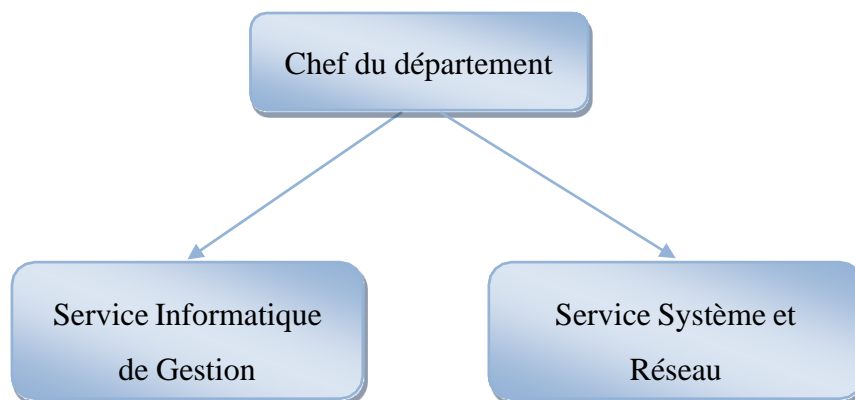 Chef du département
Service Informatique
de Gestion
Service Système et
Réseau